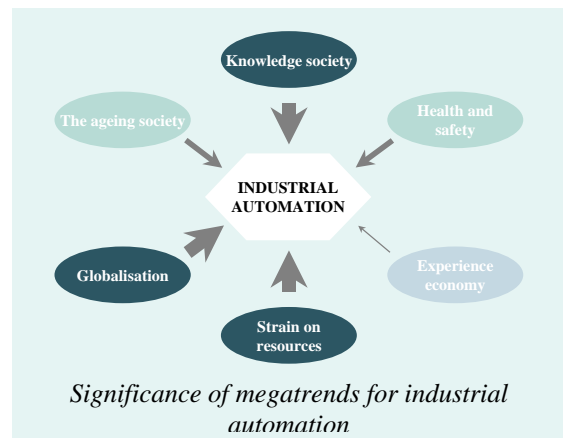 Knowledge society
The ageing society
Health and
safety
INDUSTRIAL
AUTOMATION
Globalisation
Experience
economy
Strain on
resources
Significance of megatrends for industrial
automation